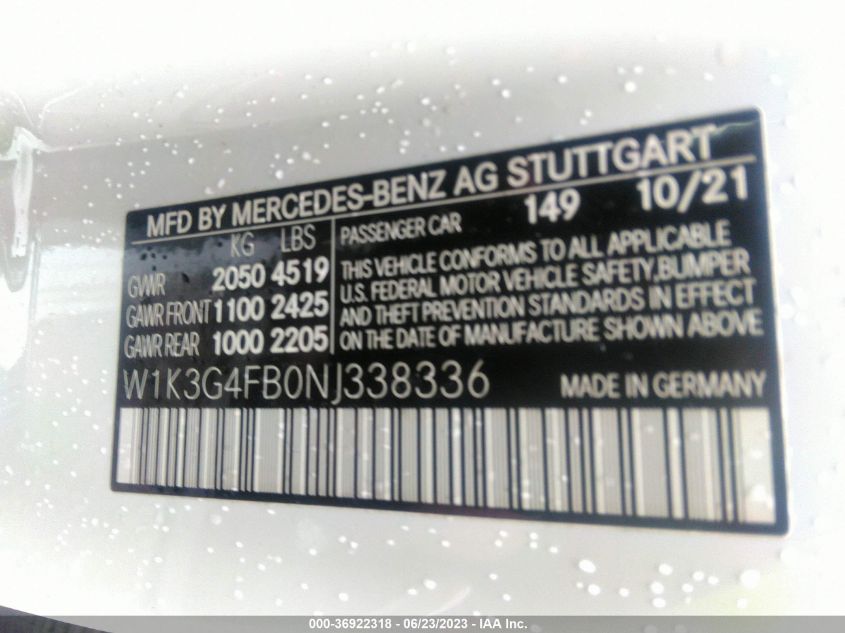 MFD BY MERCEDES-BENZ AG STUTTGART
KG LBS
GVWR 2050 4519
GAWR FRONT 1100 2425
GAWR REAR 1000 2205
PASSENGER CAR 149 10/21
THIS VEHICLE CONFORMS TO ALL APPLICABLE
U.S. FEDERAL MOTOR VEHICLE SAFETY,BUMPER
AND THEFT PREVENTION STANDARDS IN EFFECT
ON THE DATE OF MANUFACTURE SHOWN ABOVE
W1K3G4FB0NJ338336 MADE IN GERMANY
000-36922318 - 06/23/2023 - IAA Inc.